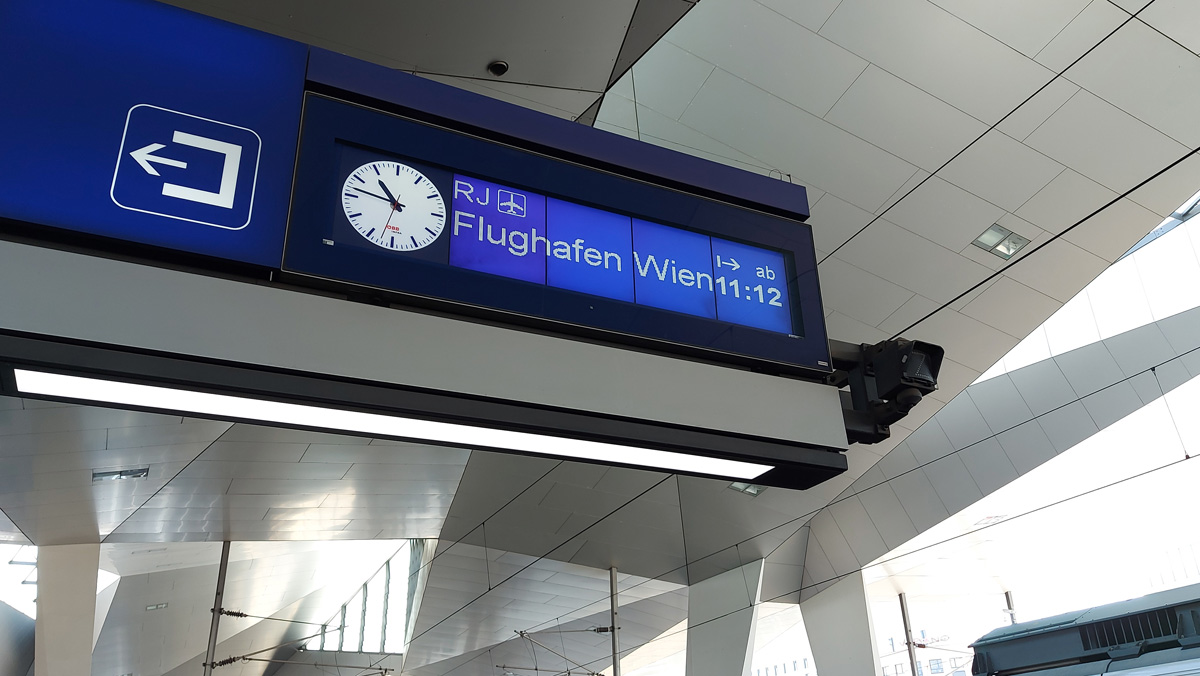 RJ
Flughafen Wien
ab
11:12
ÖBB